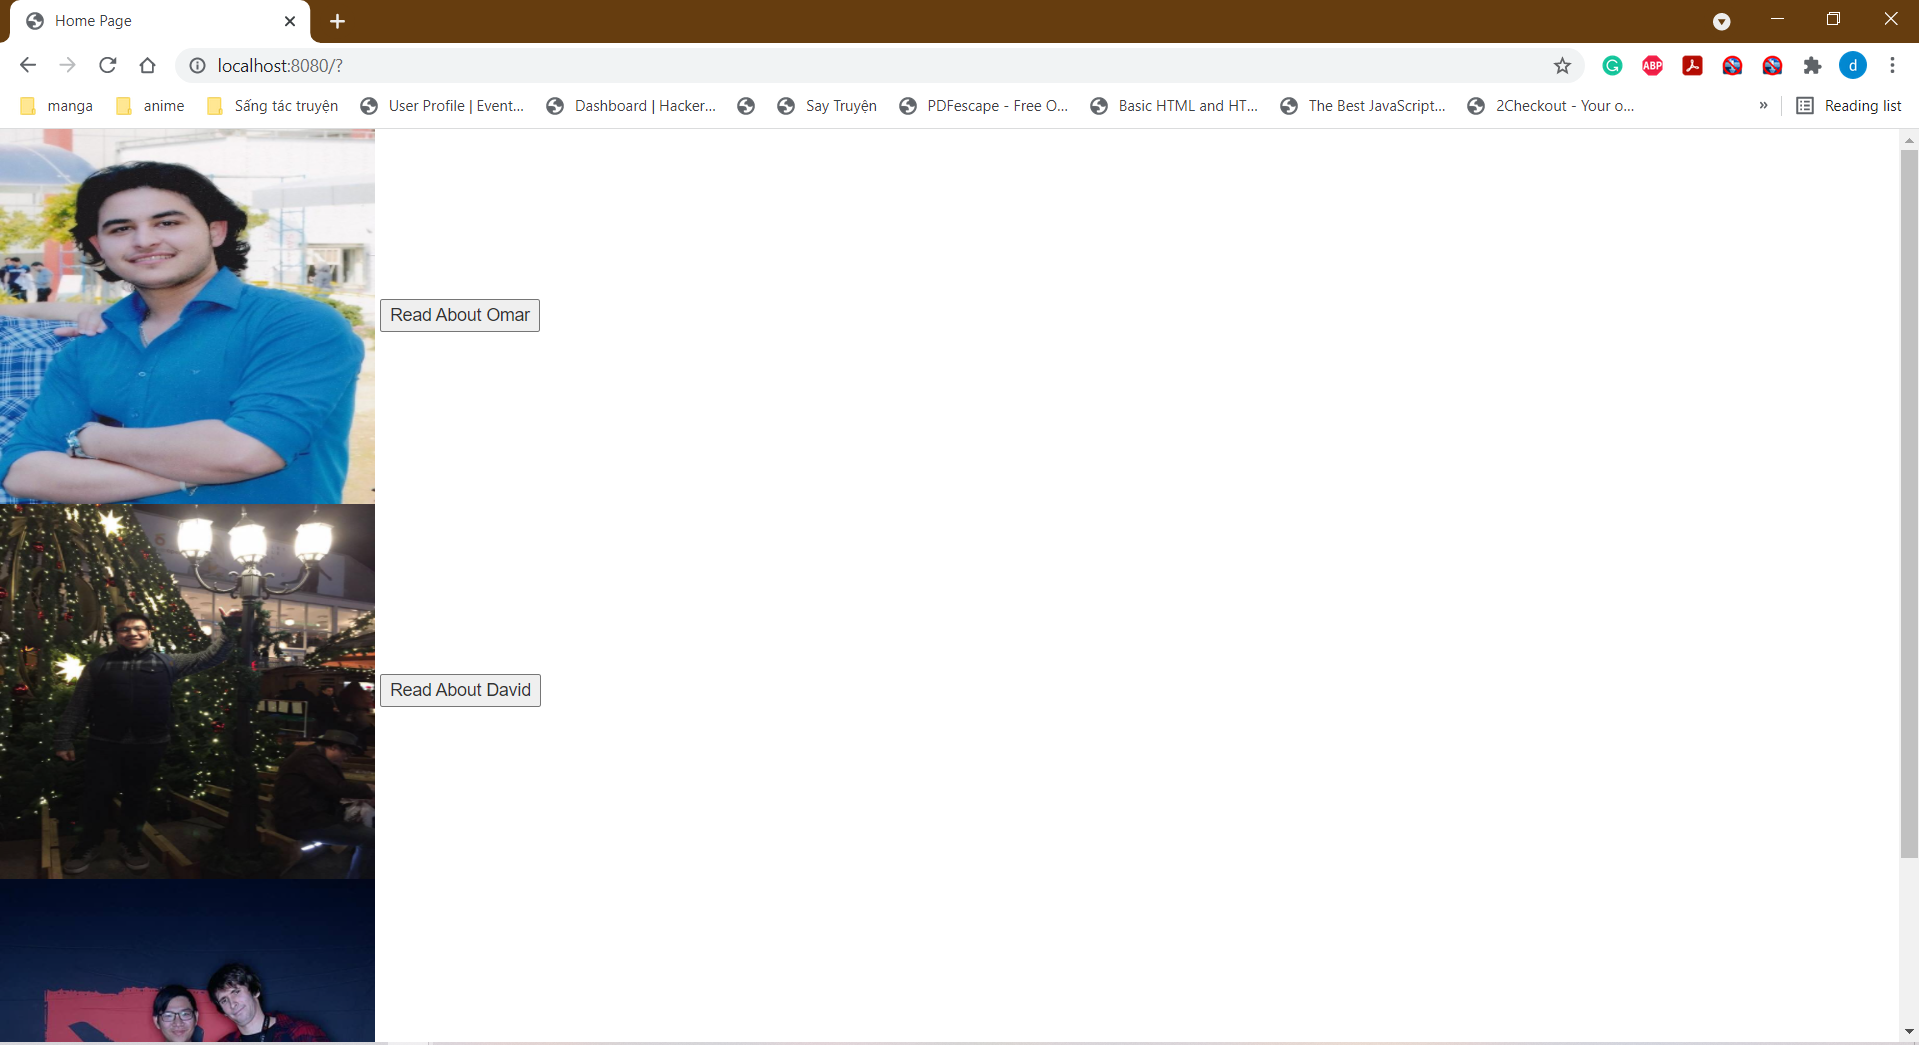 Home Page
localhost:8080/?
ABP
d
manga
anime
Sấng tác truyện
User Profile | Event...
Dashboard | Hacker...
Say Truyện
PDFescape - Free O...
Basic HTML and HT...
The Best JavaScript...
2Checkout - Your o...
»
Reading list
Read About Omar
Read About David